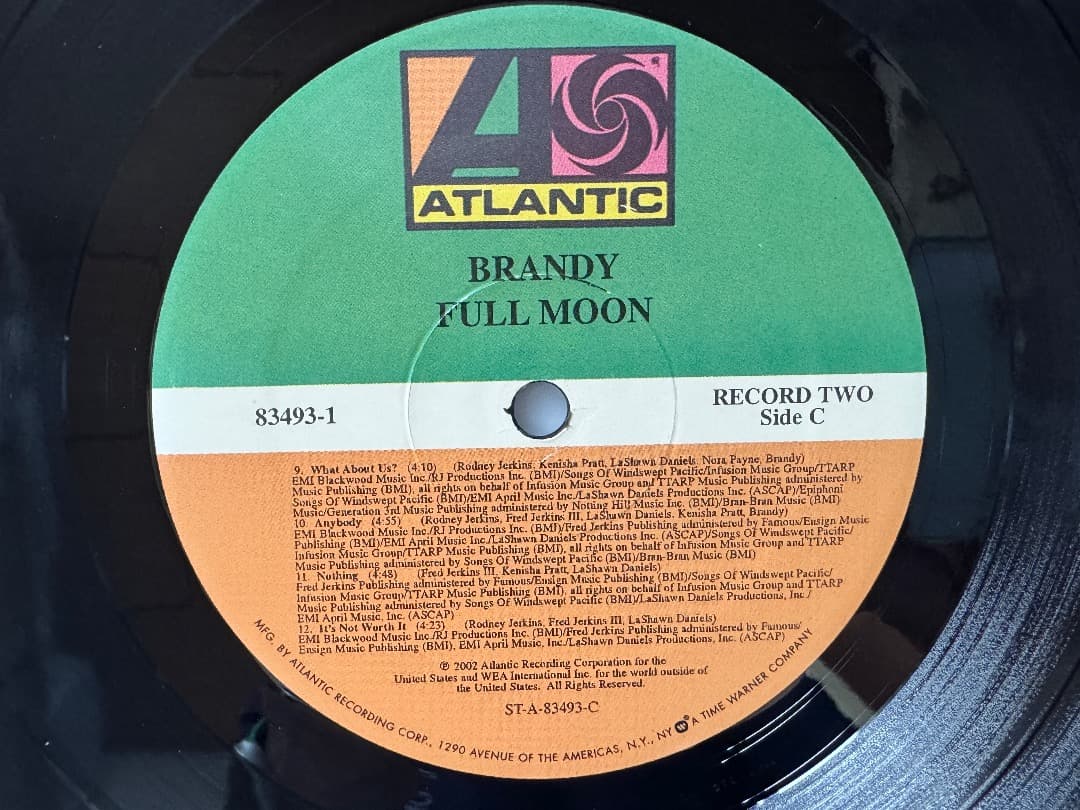 ATLANTIC
BRANDY
FULL MOON
83493-1
RECORD TWO
Side C
9. What About Us? (4:10) (Rodney Jerkins, Kenisha Pratt, LaShawn Daniels, Nora Payne, Brandy)
EMI Blackwood Music Inc./RJ Productions Inc. (BMI)/Songs Of Windswept Pacific/Infusion Music Group/TTARP
Music Publishing (BMI), all rights on behalf of Infusion Music Group and TTARP Music Publishing administered by
Songs Of Windswept Pacific (BMI)/EMI April Music Inc./LaShawn Daniels Productions Inc. (ASCAP)/Epiphoni
Music/Generation 3rd Music Publishing administered by Notting Hill Music Inc. (BMI)/Bran-Bran Music (BMI)
10. Anybody (4:55) (Rodney Jerkins, Fred Jerkins III, LaShawn Daniels, Kenisha Pratt, Brandy)
EMI Blackwood Music Inc./RJ Productions Inc. (BMI)/Fred Jerkins Publishing administered by Famous/Ensign Music
Publishing (BMI)/EMI April Music Inc./LaShawn Daniels Productions Inc. (ASCAP)/Songs Of Windswept Pacific/
Infusion Music Group/TTARP Music Publishing (BMI), all rights on behalf of Infusion Music Group and TTARP
Music Publishing administered by Songs Of Windswept Pacific (BMI)/Bran-Bran Music (BMI)
11. Nothing (4:48) (Fred Jerkins III, Kenisha Pratt, LaShawn Daniels)
Fred Jerkins Publishing administered by Famous/Ensign Music Publishing (BMI)/Songs Of Windswept Pacific/
Infusion Music Group/TTARP Music Publishing (BMI), all rights on behalf of Infusion Music Group and TTARP
Music Publishing administered by Songs Of Windswept Pacific (BMI)/LaShawn Daniels Productions, Inc./
EMI April Music, Inc. (ASCAP)
12. It's Not Worth It (4:23) (Rodney Jerkins, Fred Jerkins III, LaShawn Daniels)
EMI Blackwood Music Inc./RJ Productions Inc. (BMI)/Fred Jerkins Publishing administered by Famous/
Ensign Music Publishing (BMI), EMI April Music, Inc./LaShawn Daniels Productions, Inc. (ASCAP)
℗ 2002 Atlantic Recording Corporation for the
United States and WEA International Inc. for the world outside of
the United States. All Rights Reserved.
ST-A-83493-C
MFG. BY ATLANTIC RECORDING CORP., 1290 AVENUE OF THE AMERICAS, N.Y., NY A TIME WARNER COMPANY